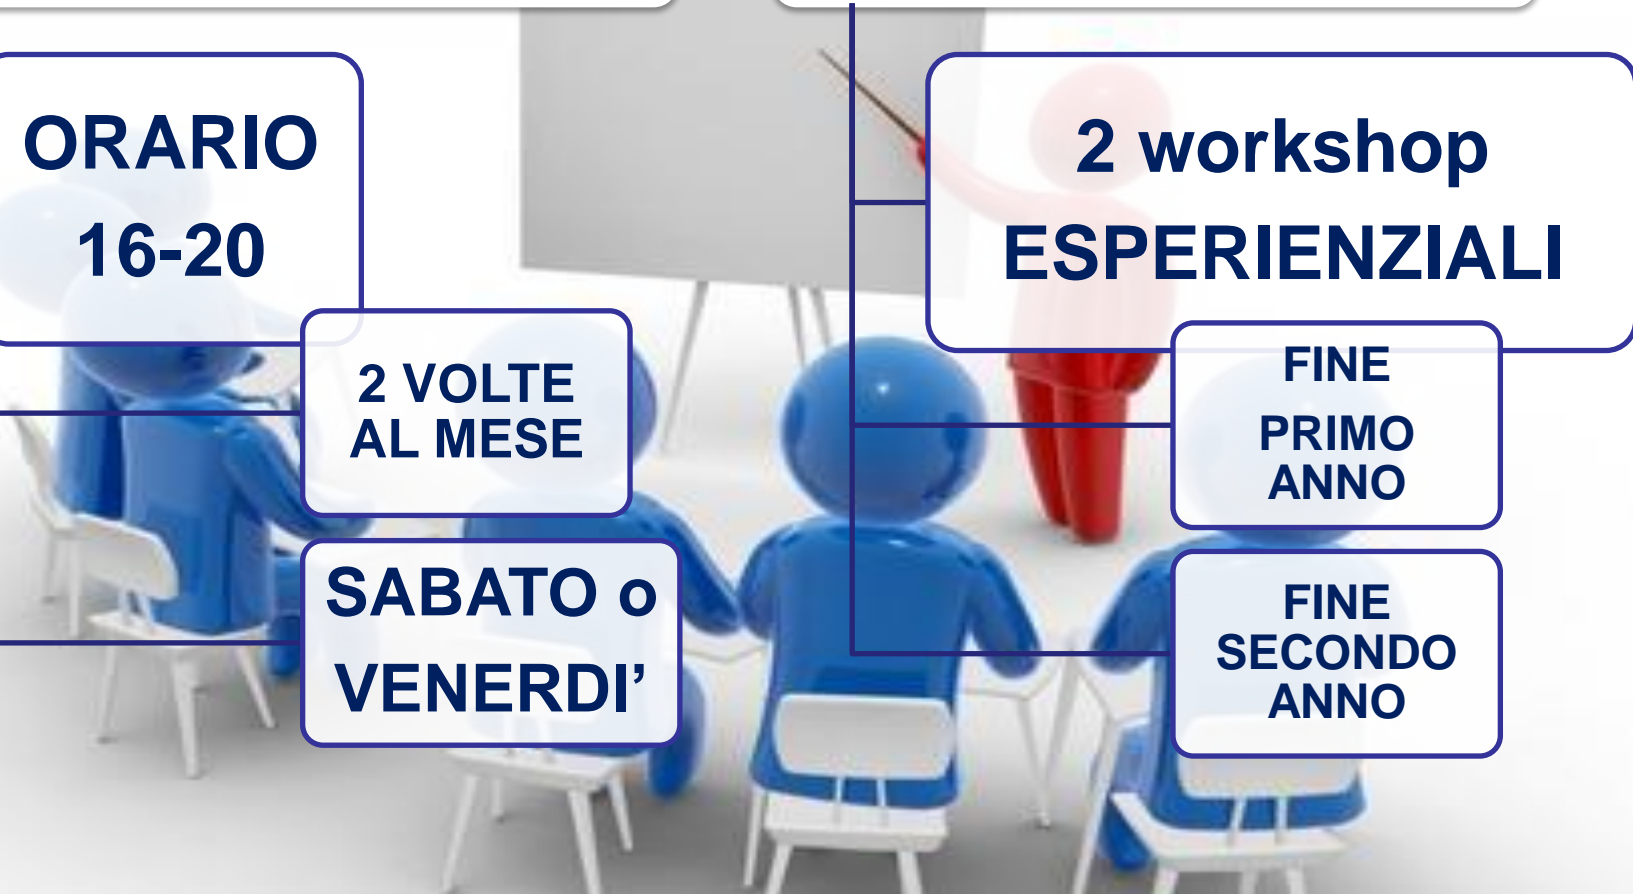 ORARIO
16-20
2 VOLTE
AL MESE
SABATO o
VENERDI’
2 workshop
ESPERIENZIALI
FINE
PRIMO
ANNO
FINE
SECONDO
ANNO